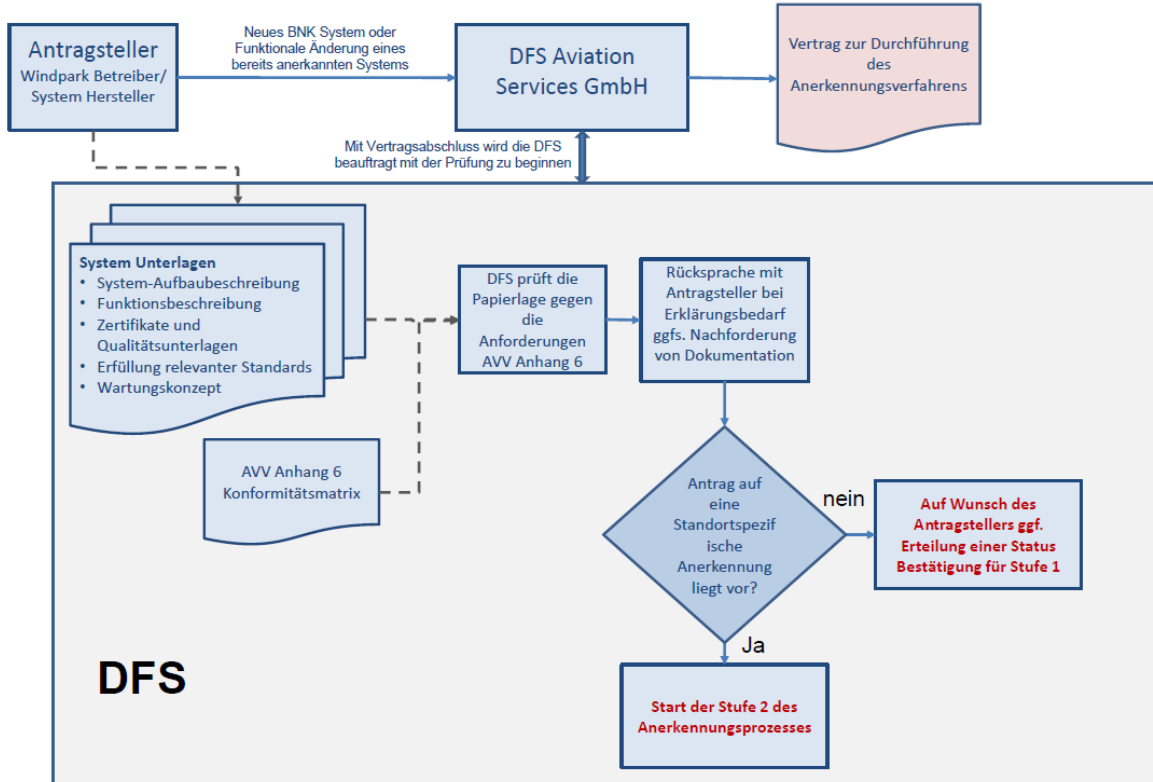 Antragsteller
Windpark Betreiber/
System Hersteller
Neues BNK System oder
Funktionale Änderung eines
bereits anerkannten Systems
DFS Aviation
Services GmbH
Vertrag zur Durchführung
des
Anerkennungsverfahrens
Mit Vertragsabschluss wird die DFS
beauftragt mit der Prüfung zu beginnen
System Unterlagen
• System-Aufbaubeschreibung
• Funktionsbeschreibung
• Zertifikate und
Qualitätsunterlagen
• Erfüllung relevanter Standards
• Wartungskonzept
AVV Anhang 6
Konformitätsmatrix
DFS prüft die
Papierlage gegen
die
Anforderungen
AVV Anhang 6
Rücksprache mit
Antragsteller bei
Erklärungsbedarf
ggfs. Nachforderung
von Dokumentation
Antrag auf
eine
Standortspezif
ische
Anerkennung
liegt vor?
nein
Auf Wunsch des
Antragstellers ggf.
Erteilung einer Status
Bestätigung für Stufe 1
Ja
Start der Stufe 2 des
Anerkennungsprozesses
DFS